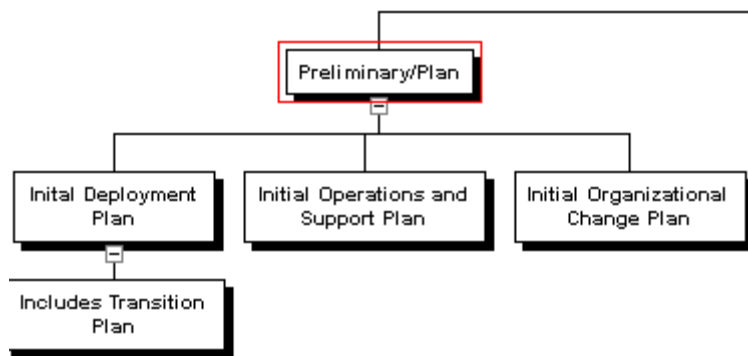 Preliminary/Plan
Inital Deployment
Plan
Initial Operations and
Support Plan
Initial Organizational
Change Plan
Includes Transition
Plan